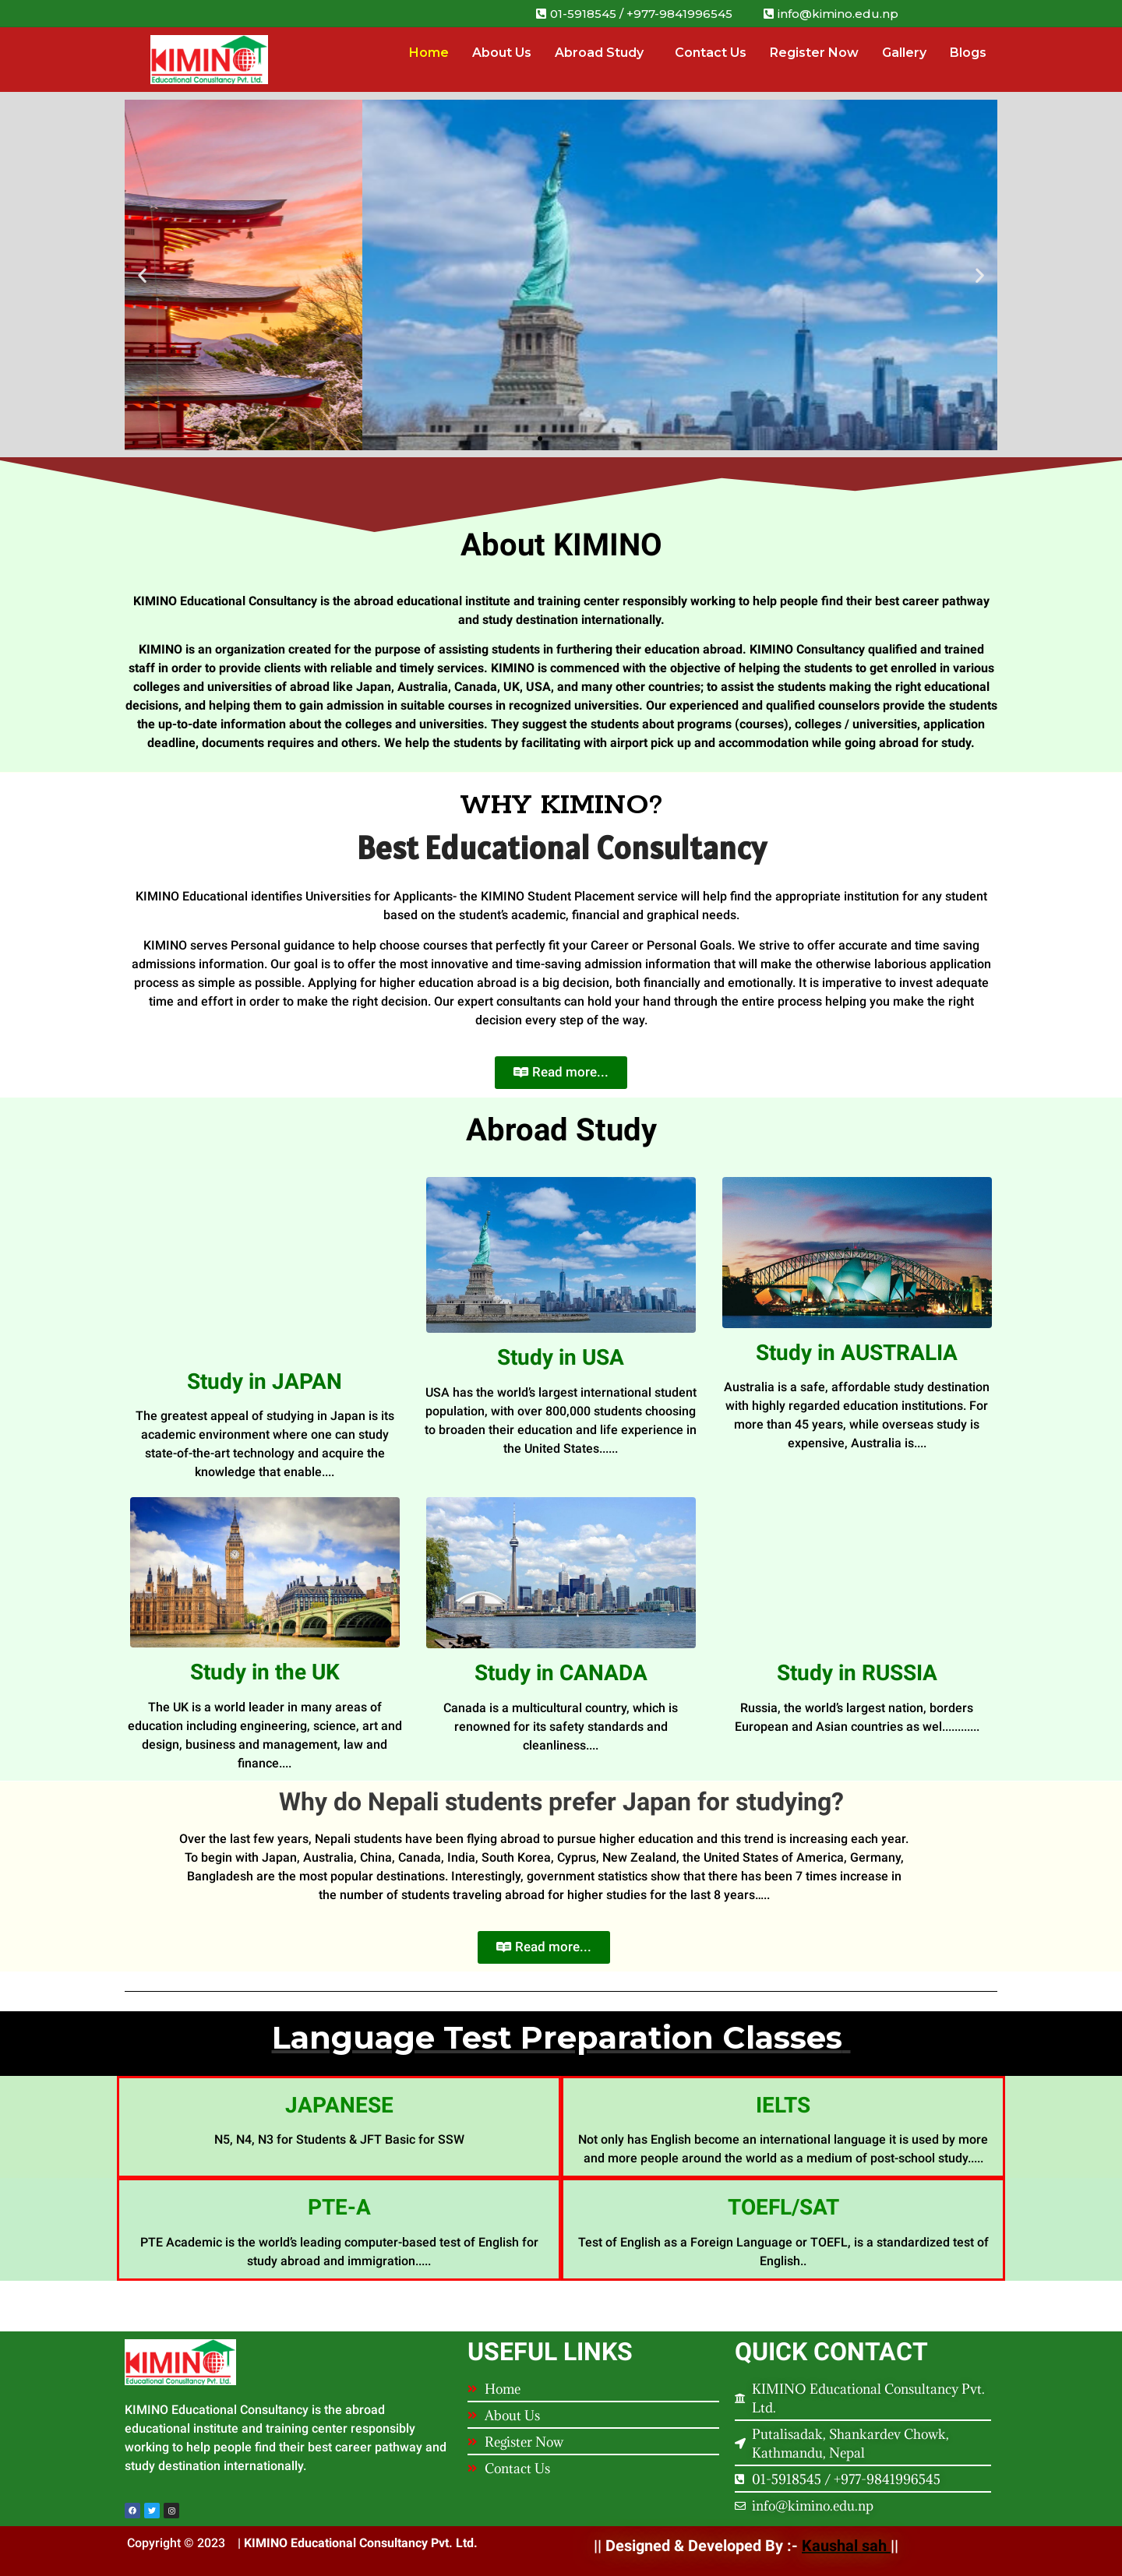 01-5918545 / +977-9841996545
info@kimino.edu.np
KIMINO
Educational Consultancy Pvt. Ltd.
Home
About Us
Abroad Study
Contact Us
Register Now
Gallery
Blogs
About KIMINO
KIMINO Educational Consultancy is the abroad educational institute and training center responsibly working to help people find their best career pathway
and study destination internationally.
KIMINO is an organization created for the purpose of assisting students in furthering their education abroad. KIMINO Consultancy qualified and trained
staff in order to provide clients with reliable and timely services. KIMINO is commenced with the objective of helping the students to get enrolled in various
colleges and universities of abroad like Japan, Australia, Canada, UK, USA, and many other countries; to assist the students making the right educational
decisions, and helping them to gain admission in suitable courses in recognized universities. Our experienced and qualified counselors provide the students
the up-to-date information about the colleges and universities. They suggest the students about programs (courses), colleges / universities, application
deadline, documents requires and others. We help the students by facilitating with airport pick up and accommodation while going abroad for study.
WHY KIMINO?
Best Educational Consultancy
KIMINO Educational identifies Universities for Applicants- the KIMINO Student Placement service will help find the appropriate institution for any student
based on the student's academic, financial and graphical needs.
KIMINO serves Personal guidance to help choose courses that perfectly fit your Career or Personal Goals. We strive to offer accurate and time saving
admissions information. Our goal is to offer the most innovative and time-saving admission information that will make the otherwise laborious application
process as simple as possible. Applying for higher education abroad is a big decision, both financially and emotionally. It is imperative to invest adequate
time and effort in order to make the right decision. Our expert consultants can hold your hand through the entire process helping you make the right
decision every step of the way.
Read more...
Abroad Study
Study in JAPAN
The greatest appeal of studying in Japan is its
academic environment where one can study
state-of-the-art technology and acquire the
knowledge that enable....
Study in USA
USA has the world's largest international student
population, with over 800,000 students choosing
to broaden their education and life experience in
the United States......
Study in AUSTRALIA
Australia is a safe, affordable study destination
with highly regarded education institutions. For
more than 45 years, while overseas study is
expensive, Australia is....
Study in the UK
The UK is a world leader in many areas of
education including engineering, science, art and
design, business and management, law and
finance....
Study in CANADA
Canada is a multicultural country, which is
renowned for its safety standards and
cleanliness....
Study in RUSSIA
Russia, the world's largest nation, borders
European and Asian countries as wel............
Why do Nepali students prefer Japan for studying?
Over the last few years, Nepali students have been flying abroad to pursue higher education and this trend is increasing each year.
To begin with Japan, Australia, China, Canada, India, South Korea, Cyprus, New Zealand, the United States of America, Germany,
Bangladesh are the most popular destinations. Interestingly, government statistics show that there has been 7 times increase in
the number of students traveling abroad for higher studies for the last 8 years.....
Read more...
Language Test Preparation Classes
JAPANESE
N5, N4, N3 for Students & JFT Basic for SSW
IELTS
Not only has English become an international language it is used by more
and more people around the world as a medium of post-school study.....
PTE-A
PTE Academic is the world's leading computer-based test of English for
study abroad and immigration.....
TOEFL/SAT
Test of English as a Foreign Language or TOEFL, is a standardized test of
English..
KIMINO
Educational Consultancy Pvt. Ltd.
KIMINO Educational Consultancy is the abroad
educational institute and training center responsibly
working to help people find their best career pathway and
study destination internationally.
USEFUL LINKS
Home
About Us
Register Now
Contact Us
QUICK CONTACT
KIMINO Educational Consultancy Pvt.
Ltd.
Putalisadak, Shankardev Chowk,
Kathmandu, Nepal
01-5918545 / +977-9841996545
info@kimino.edu.np
Copyright © 2023 | KIMINO Educational Consultancy Pvt. Ltd.
|| Designed & Developed By :- Kaushal sah ||